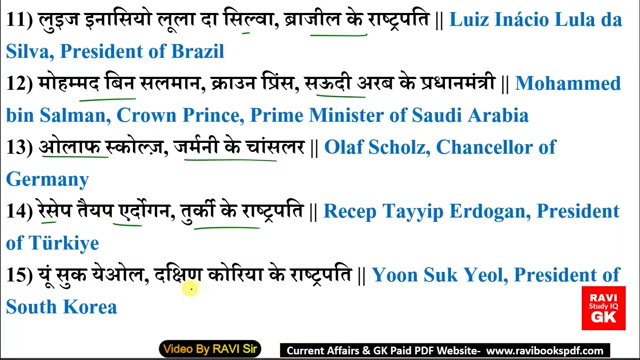 11) लुइज इनासियो लूला दा सिल्वा, ब्राजील के राष्ट्रपति || Luiz Inácio Lula da
Silva, President of Brazil
12) मोहम्मद बिन सलमान, क्राउन प्रिंस, सऊदी अरब के प्रधानमंत्री || Mohammed
bin Salman, Crown Prince, Prime Minister of Saudi Arabia
13) ओलाफ स्कोल्ज़, जर्मनी के चांसलर || Olaf Scholz, Chancellor of
Germany
14) रेसेप तैयप एर्दोगन, तुर्की के राष्ट्रपति || Recep Tayyip Erdogan, President
of Türkiye
15) यूं सुक येओल, दक्षिण कोरिया के राष्ट्रपति || Yoon Suk Yeol, President of
South Korea
RAVI
Study IQ
GK
Video By RAVI Sir
Current Affairs & GK Paid PDF Website- www.ravibookspdf.com